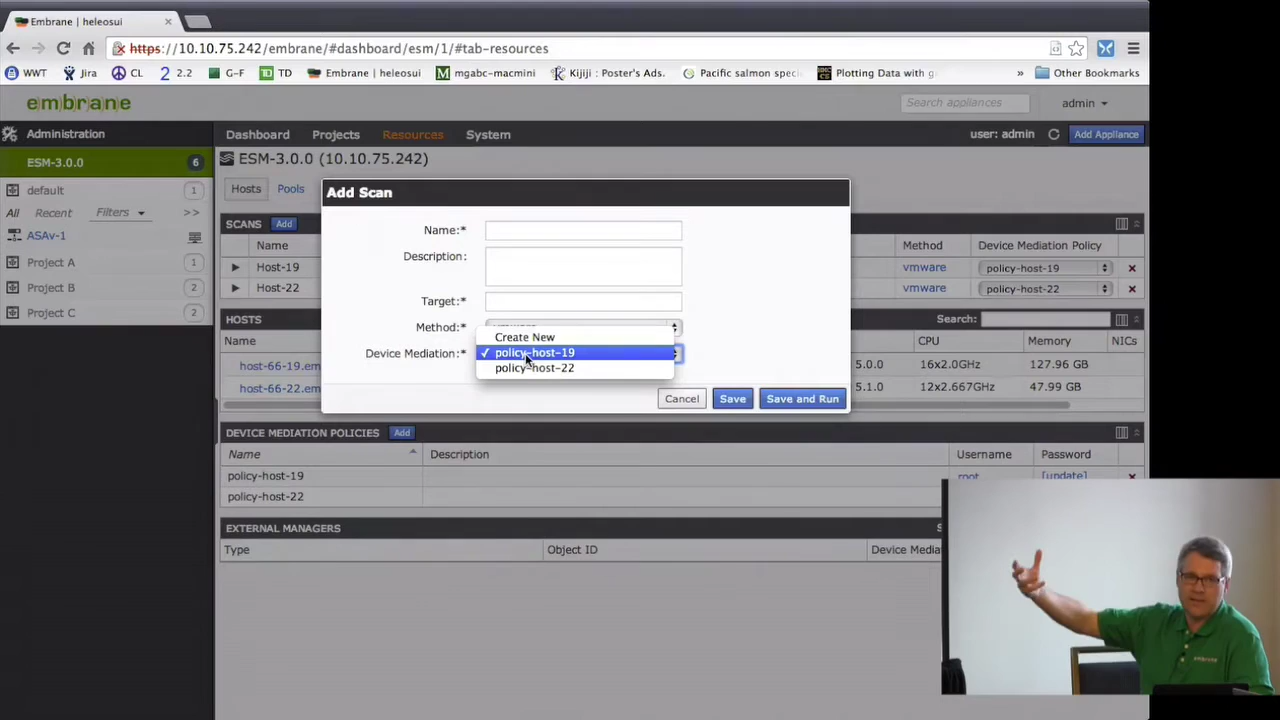 Embrane | heleosui
https://10.10.75.242/embrane/#dashboard/esm/1/#tab-resources
WWT Jira CL 2.2 G-F TD Embrane | heleosui mgabc-macmini Kijiji : Poster's Ads. Pacific salmon speci Plotting Data with g » Other Bookmarks
embrane Search appliances admin
Administration Dashboard Projects Resources System user: admin Add Appliance
ESM-3.0.0 6 ESM-3.0.0 (10.10.75.242)
default 1 Hosts Pools Add Scan
All Recent Filters >>
SCANS Add Name:*
ASAv-1 Name Description: Method Device Mediation Policy
Project A 1 Host-19 vmware policy-host-19
Project B 2 Host-22 vmware policy-host-22
Target:*
Project C 2 HOSTS Method:* Search:
Create New CPU Memory NICs
Device Mediation:* ✓ policy-host-19
host-66-19.em 5.0.0 16x2.0GHz 127.96 GB
policy-host-22
host-66-22.em 5.1.0 12x2.667GHz 47.99 GB
Cancel Save Save and Run
DEVICE MEDIATION POLICIES Add
Name Description Username Password
policy-host-19 root [update]
policy-host-22
EXTERNAL MANAGERS S
Type Object ID Device Media
embrane